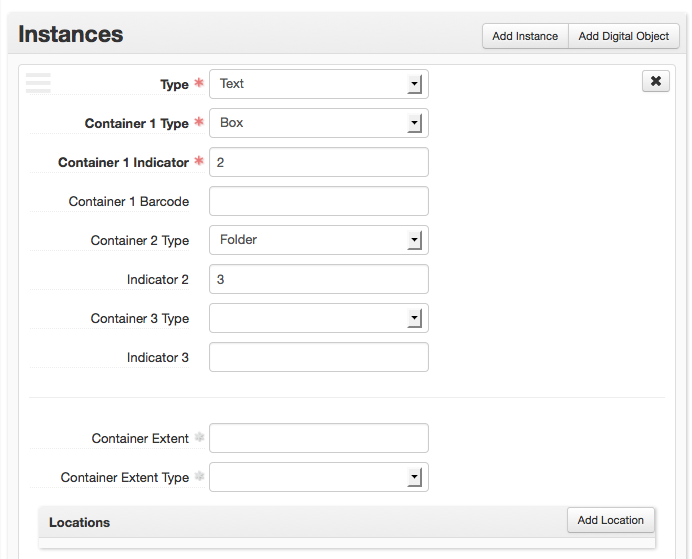 Instances Add Instance Add Digital Object
Type * Text ✖
Container 1 Type * Box
Container 1 Indicator * 2
Container 1 Barcode
Container 2 Type Folder
Indicator 2 3
Container 3 Type
Indicator 3
Container Extent *
Container Extent Type *
Locations Add Location